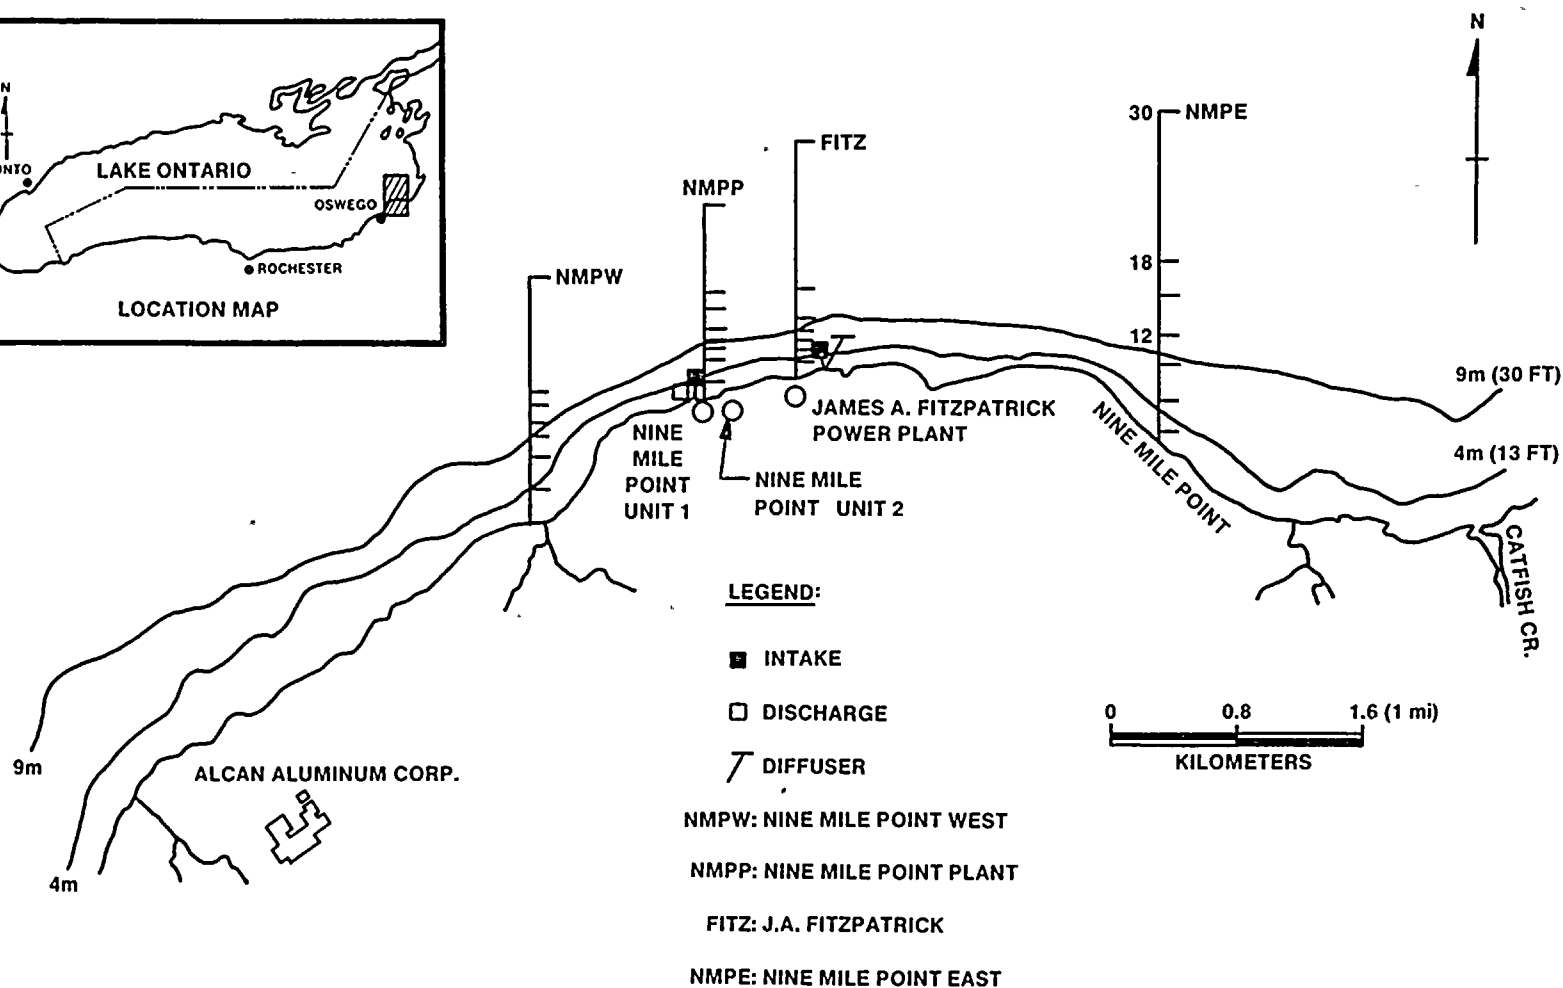 N
ONTO
LAKE ONTARIO
OSWEGO
ROCHESTER
LOCATION MAP
N
30
NMPE
FITZ
NMPP
18
NMPW
12
9m (30 FT)
JAMES A. FITZPATRICK
POWER PLANT
NINE MILE POINT
4m (13 FT)
NINE
MILE
POINT
UNIT 1
NINE MILE
POINT UNIT 2
CATFISH CR.
9m
4m
ALCAN ALUMINUM CORP.
LEGEND:
INTAKE
DISCHARGE
DIFFUSER
0 0.8 1.6 (1 mi)
KILOMETERS
NMPW: NINE MILE POINT WEST
NMPP: NINE MILE POINT PLANT
FITZ: J.A. FITZPATRICK
NMPE: NINE MILE POINT EAST